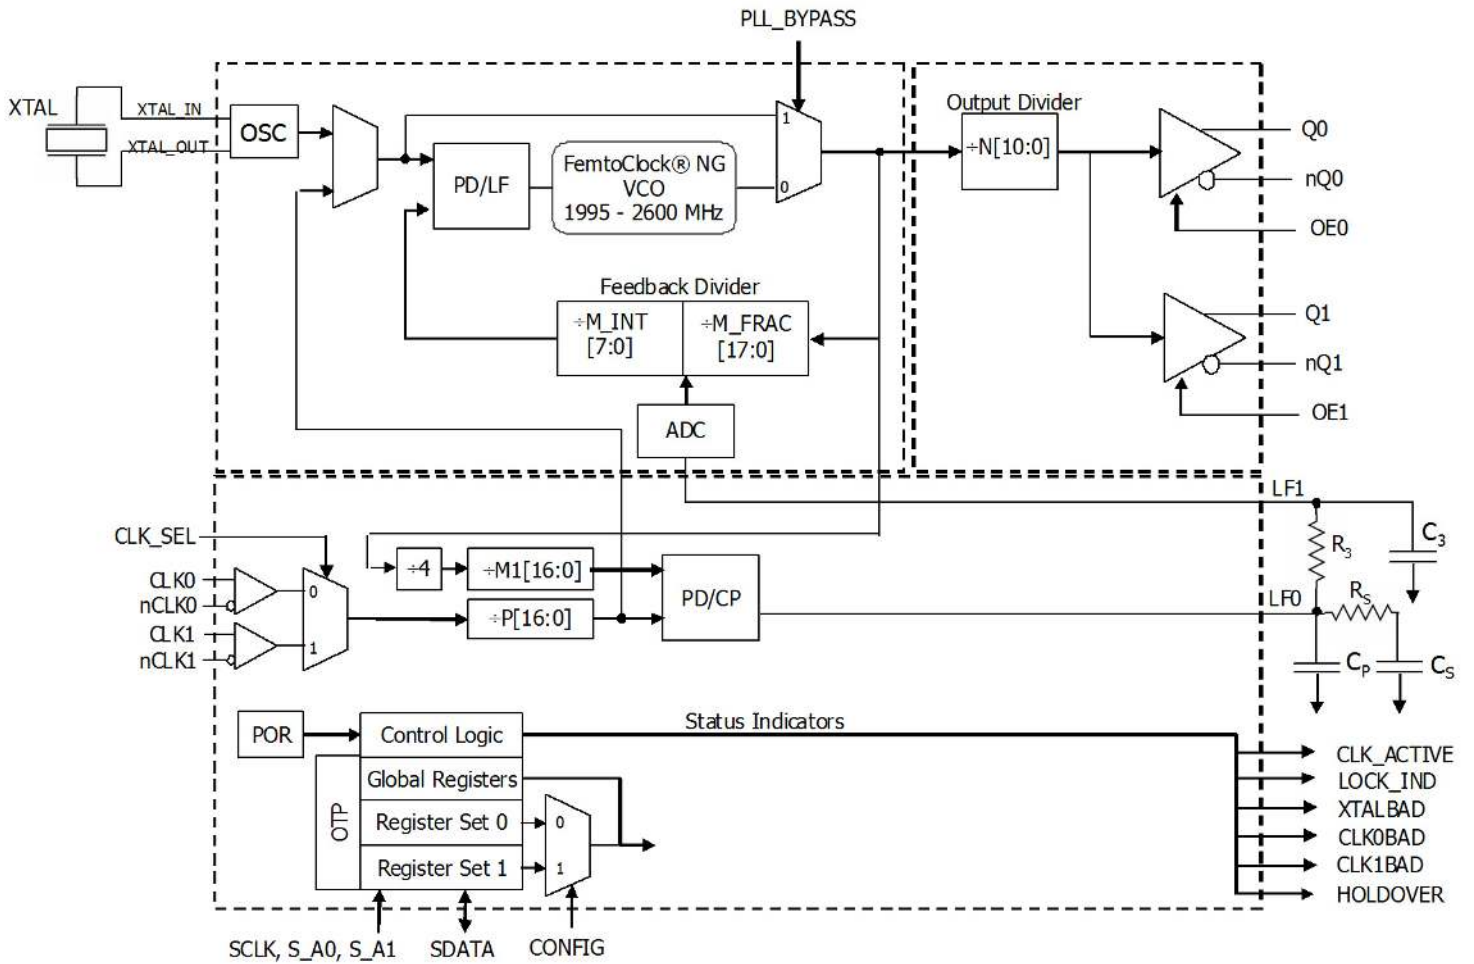 PLL_BYPASS
XTAL
XTAL_IN
XTAL_OUT
OSC
PD/LF
FemtoClock® NG
VCO
1995 - 2600 MHz
1
0
Output Divider
÷N[10:0]
Q0
nQ0
OE0
Feedback Divider
÷M_INT
[7:0]
÷M_FRAC
[17:0]
ADC
Q1
nQ1
OE1
LF1
CLK_SEL
CLK0
nCLK0
CLK1
nCLK1
0
1
÷4
÷M1[16:0]
÷P[16:0]
PD/CP
LF0
R3
C3
RS
CP
CS
POR
Control Logic
Status Indicators
Global Registers
OTP
Register Set 0
Register Set 1
0
1
CLK_ACTIVE
LOCK_IND
XTALBAD
CLK0BAD
CLK1BAD
HOLDOVER
SCLK, S_A0, S_A1
SDATA
CONFIG